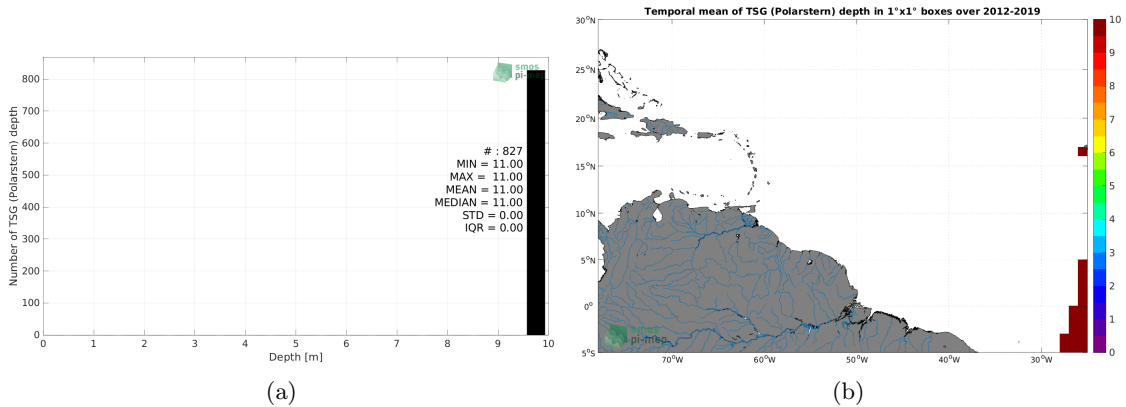 Number of TSG (Polarstern) depth
800
700
600
500
400
300
200
100
0
smos
pi-mep
# : 827
MIN = 11.00
MAX = 11.00
MEAN = 11.00
MEDIAN = 11.00
STD = 0.00
IQR = 0.00
0 1 2 3 4 5 6 7 8 9 10
Depth [m]
(a)
Temporal mean of TSG (Polarstern) depth in 1°x1° boxes over 2012-2019
30°N
25°N
20°N
15°N
10°N
5°N
0°
5°S
70°W 60°W 50°W 40°W 30°W
smos
pi-mep
10
9
8
7
6
5
4
3
2
1
0
(b)